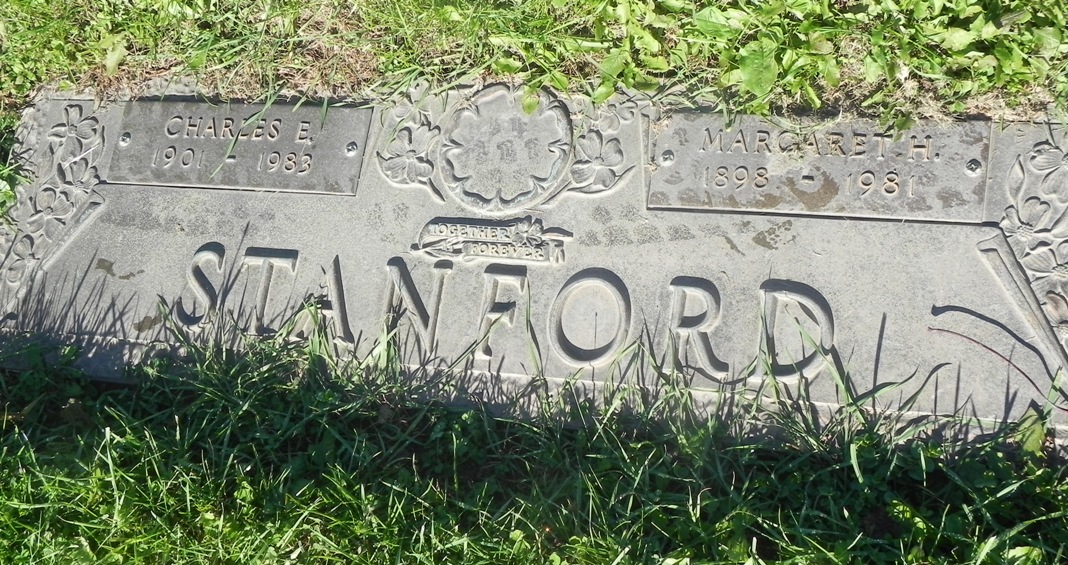 CHARLES E.
1901 - 1983
MARGARET H.
1898 - 1981
TOGETHER
FOREVER
STANFORD